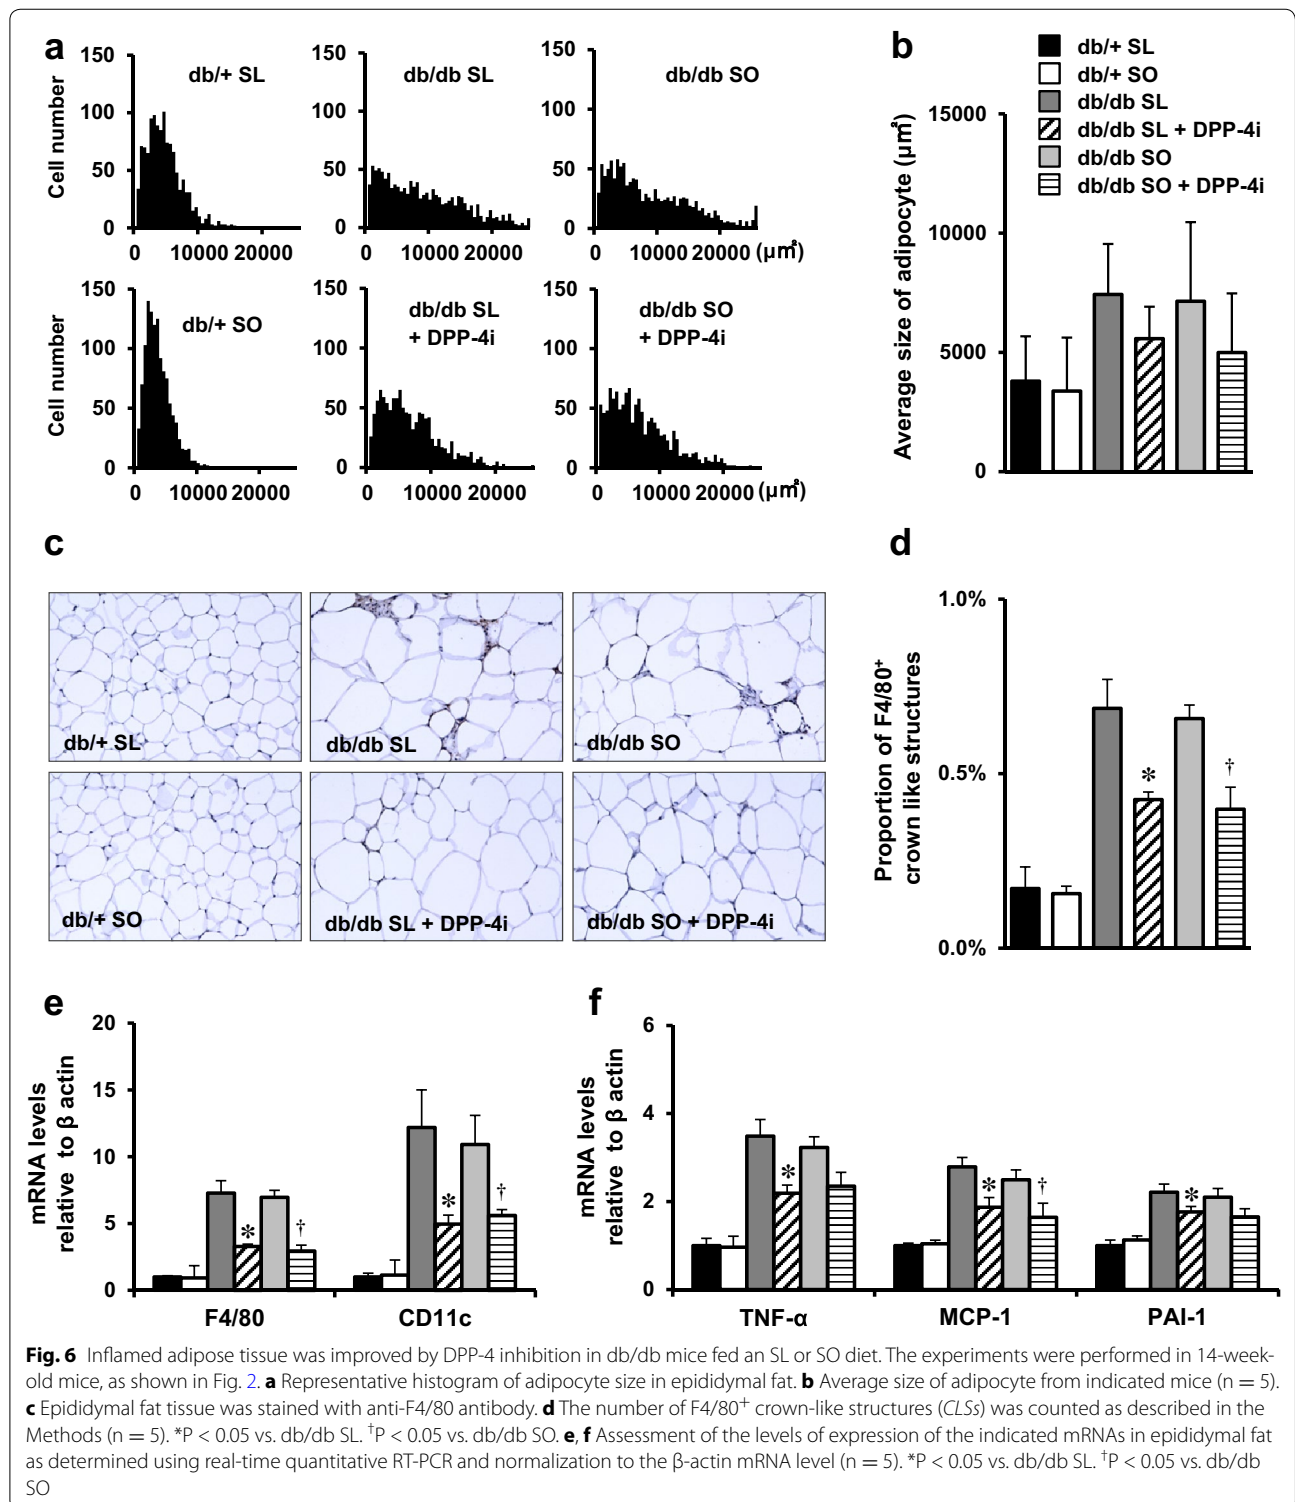 a
150
100
50
0
Cell number
db/+ SL
0 10000 20000
150
100
50
0
db/db SL
0 10000 20000
150
100
50
0
db/db SO
0 10000 20000 (µm²)
150
100
50
0
Cell number
db/+ SO
0 10000 20000
150
100
50
0
db/db SL
+ DPP-4i
0 10000 20000
150
100
50
0
db/db SO
+ DPP-4i
0 10000 20000 (µm²)
b
db/+ SL
db/+ SO
db/db SL
db/db SL + DPP-4i
db/db SO
db/db SO + DPP-4i
Average size of adipocyte (µm²)
15000
10000
5000
0
c
db/+ SL
db/db SL
db/db SO
db/+ SO
db/db SL + DPP-4i
db/db SO + DPP-4i
d
Proportion of F4/80⁺
crown like structures
1.0%
0.5%
0.0%
*
†
e
mRNA levels
relative to β actin
20
15
10
5
0
*
†
*
†
F4/80 CD11c
f
mRNA levels
relative to β actin
6
4
2
0
*
*
†
*
TNF-α MCP-1 PAI-1
Fig. 6 Inflamed adipose tissue was improved by DPP-4 inhibition in db/db mice fed an SL or SO diet. The experiments were performed in 14-week-
old mice, as shown in Fig. 2. a Representative histogram of adipocyte size in epididymal fat. b Average size of adipocyte from indicated mice (n = 5).
c Epididymal fat tissue was stained with anti-F4/80 antibody. d The number of F4/80⁺ crown-like structures (CLSs) was counted as described in the
Methods (n = 5). *P < 0.05 vs. db/db SL. †P < 0.05 vs. db/db SO. e, f Assessment of the levels of expression of the indicated mRNAs in epididymal fat
as determined using real-time quantitative RT-PCR and normalization to the β-actin mRNA level (n = 5). *P < 0.05 vs. db/db SL. †P < 0.05 vs. db/db
SO